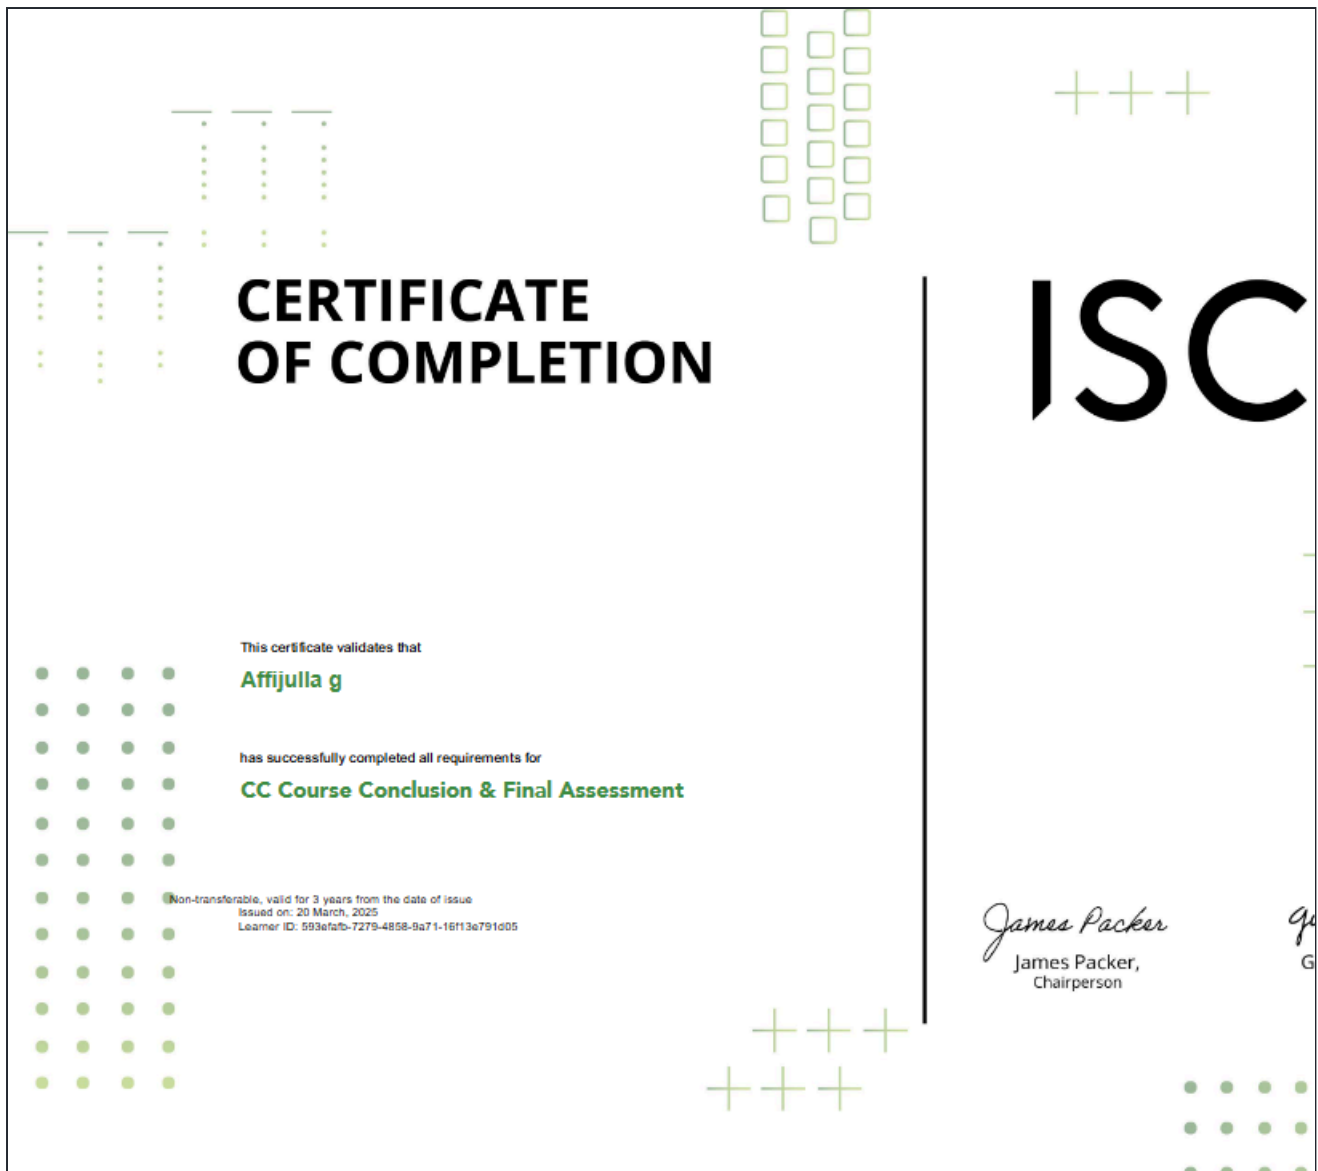 CERTIFICATE
OF COMPLETION
ISC
This certificate validates that
Affijulla g
has successfully completed all requirements for
CC Course Conclusion & Final Assessment
Non-transferable, valid for 3 years from the date of issue
Issued on: 20 March, 2025
Learner ID: 593efafb-7279-4858-9a71-16f13e791d05
James Packer
James Packer,
Chairperson
G